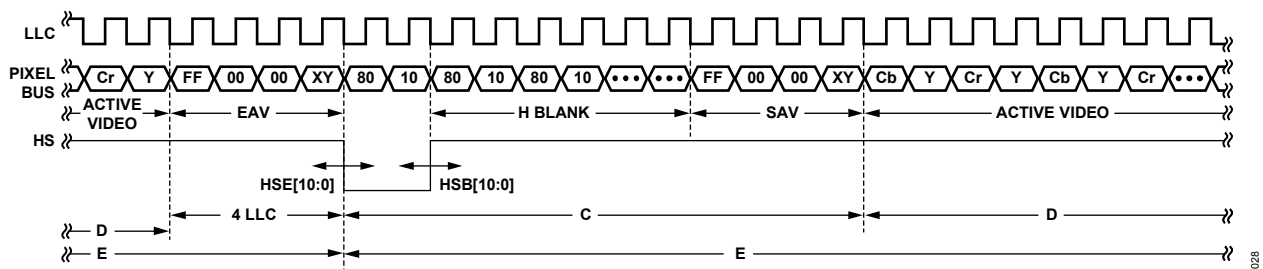 LLC
PIXEL BUS Cr Y FF 00 00 XY 80 10 80 10 80 10 ••• ••• FF 00 00 XY Cb Y Cr Y Cb Y Cr •••
ACTIVE VIDEO EAV H BLANK SAV ACTIVE VIDEO
HS
HSE[10:0] HSB[10:0]
4 LLC C D
D
E E
028